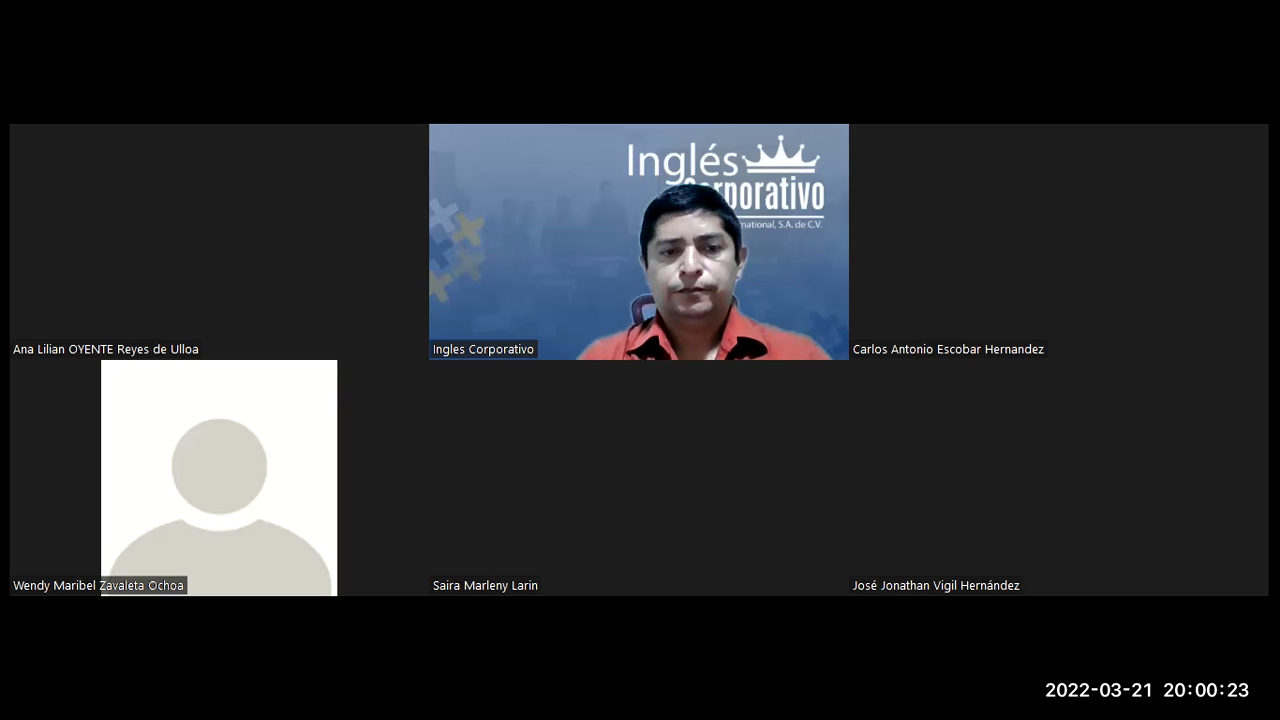 Inglés
Corporativo
national, S.A. de C.V.
Ana Lilian OYENTE Reyes de Ulloa
Ingles Corporativo
Carlos Antonio Escobar Hernandez
Wendy Maribel Zavaleta Ochoa
Saira Marleny Larin
José Jonathan Vigil Hernández
2022-03-21 20:00:23